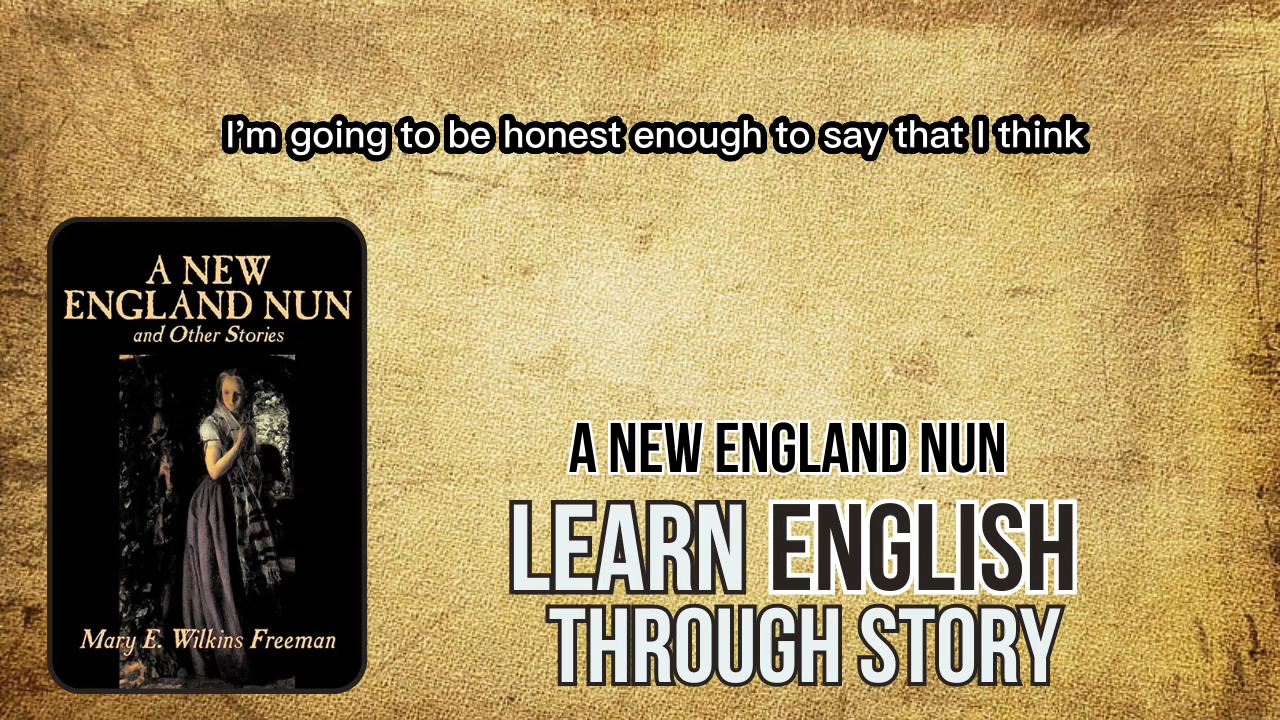 I'm going to be honest enough to say that I think
A NEW
ENGLAND NUN
and Other Stories
Mary E. Wilkins Freeman
A NEW ENGLAND NUN
LEARN ENGLISH
THROUGH STORY